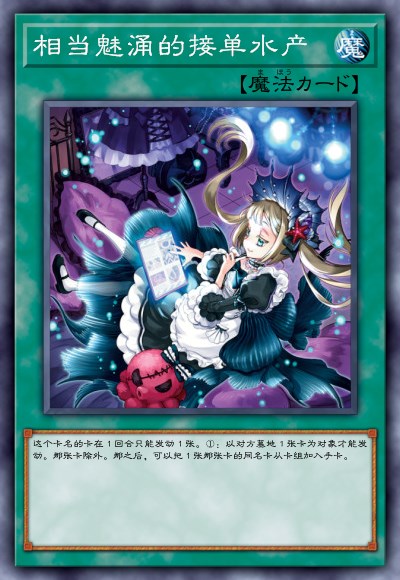 相当魅涌的接单水产
魔
【魔法カード】
ま ほう
这个卡名的卡在1回合只能发动1张。①：以对方墓地1张卡为对象才能发
动。那张卡除外。那之后，可以把1张那张卡的同名卡从卡组加入手卡。